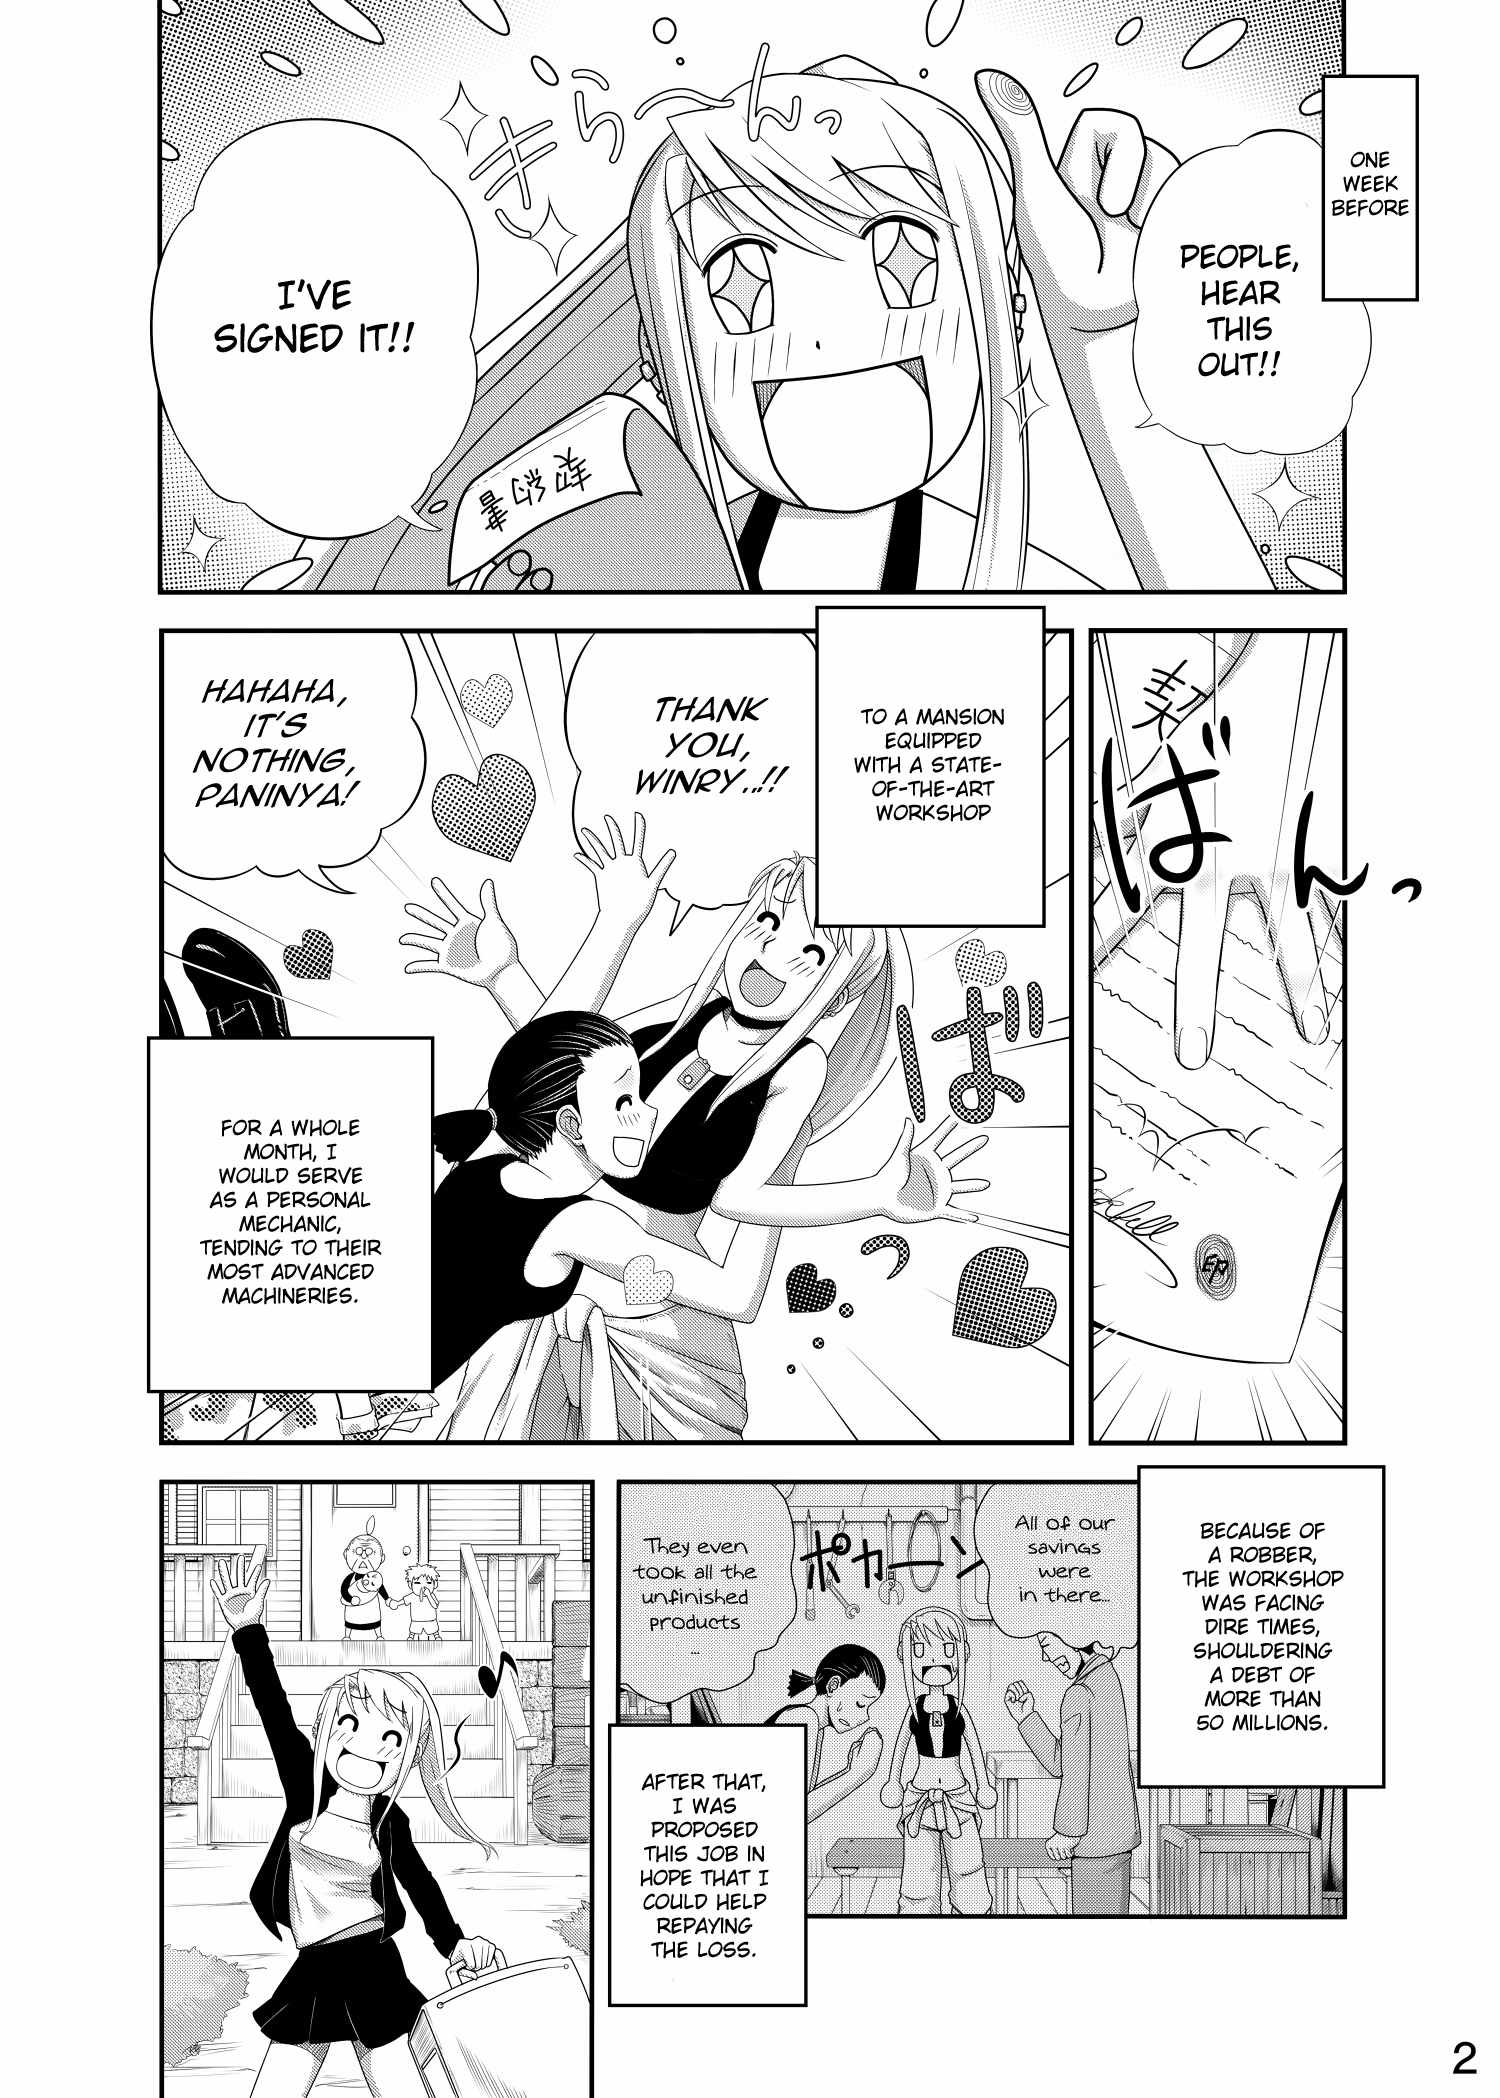 ONE
WEEK
BEFORE
PEOPLE,
HEAR
THIS
OUT!!
きら〜んっ
I'VE
SIGNED IT!!
ばんっ
TO A MANSION
EQUIPPED
WITH A STATE-
OF-THE-ART
WORKSHOP
THANK
YOU,
WINRY...!!
HAHAHA,
IT'S
NOTHING,
PANINYA!
がばっ
FOR A WHOLE
MONTH, I
WOULD SERVE
AS A PERSONAL
MECHANIC,
TENDING TO THEIR
MOST ADVANCED
MACHINERIES.
BECAUSE OF
A ROBBER,
THE WORKSHOP
WAS FACING
DIRE TIMES,
SHOULDERING
A DEBT OF
MORE THAN
50 MILLIONS.
All of our
savings
were
in there...
ポカーン
They even
took all the
unfinished
products
...
AFTER THAT,
I WAS
PROPOSED
THIS JOB IN
HOPE THAT I
COULD HELP
REPAYING
THE LOSS.
2